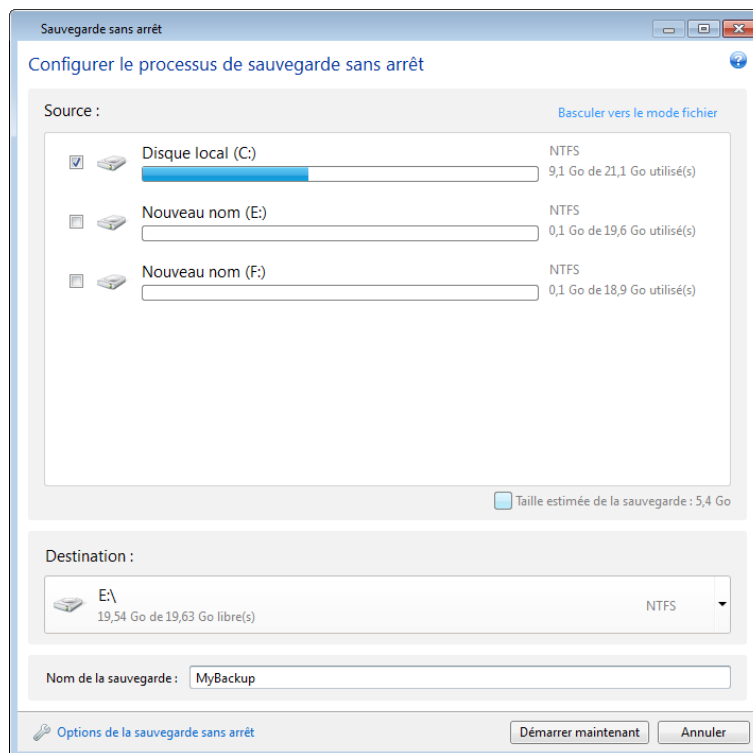 Sauvegarde sans arrêt
Configurer le processus de sauvegarde sans arrêt
Source :
Basculer vers le mode fichier
Disque local (C:)
NTFS
9,1 Go de 21,1 Go utilisé(s)
Nouveau nom (E:)
NTFS
0,1 Go de 19,6 Go utilisé(s)
Nouveau nom (F:)
NTFS
0,1 Go de 18,9 Go utilisé(s)
Taille estimée de la sauvegarde : 5,4 Go
Destination :
E:\
19,54 Go de 19,63 Go libre(s)
NTFS
Nom de la sauvegarde : MyBackup
Options de la sauvegarde sans arrêt
Démarrer maintenant
Annuler